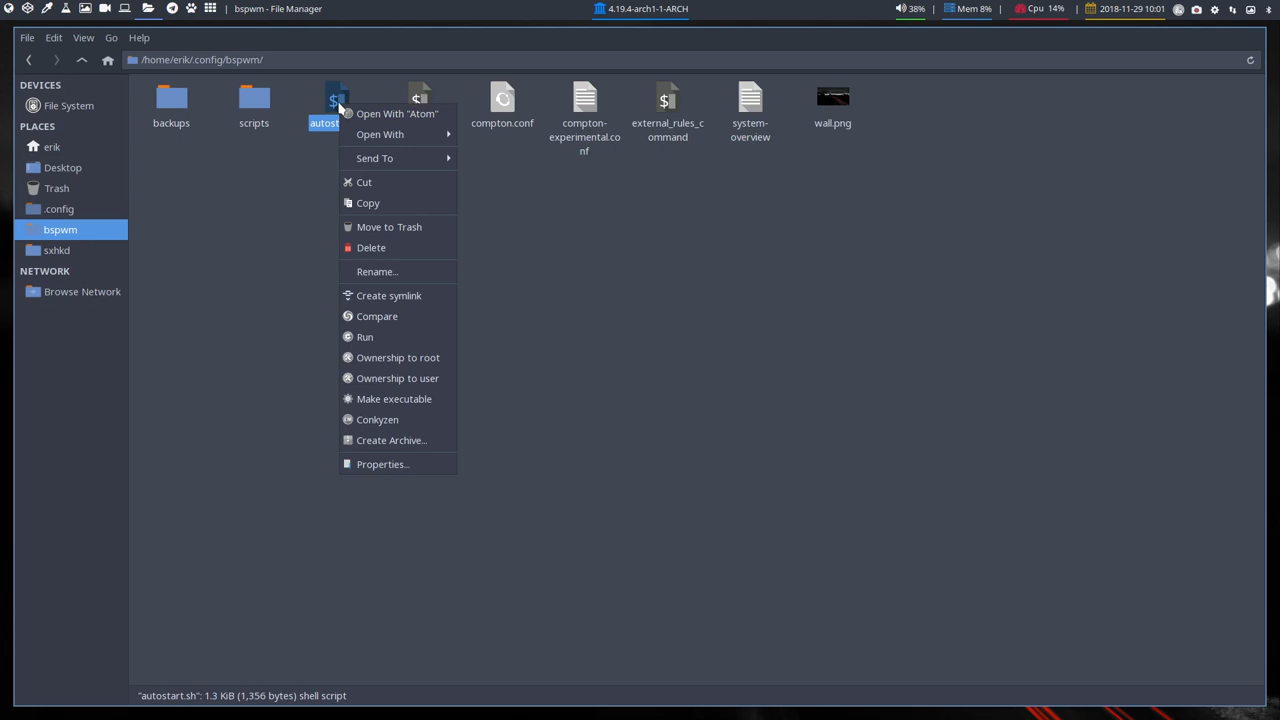 bspwm - File Manager
4.19.4-arch1-1-ARCH
38%
Mem 8%
Cpu 14%
2018-11-29 10:01
File Edit View Go Help
/home/erik/.config/bspwm/
DEVICES
File System
PLACES
erik
Desktop
Trash
.config
bspwm
sxhkd
NETWORK
Browse Network
backups
scripts
autost
compton.conf
compton-
experimental.co
nf
external_rules_c
ommand
system-
overview
wall.png
Open With "Atom"
Open With
Send To
Cut
Copy
Move to Trash
Delete
Rename...
Create symlink
Compare
Run
Ownership to root
Ownership to user
Make executable
Conkyzen
Create Archive...
Properties...
"autostart.sh": 1.3 KiB (1,356 bytes) shell script